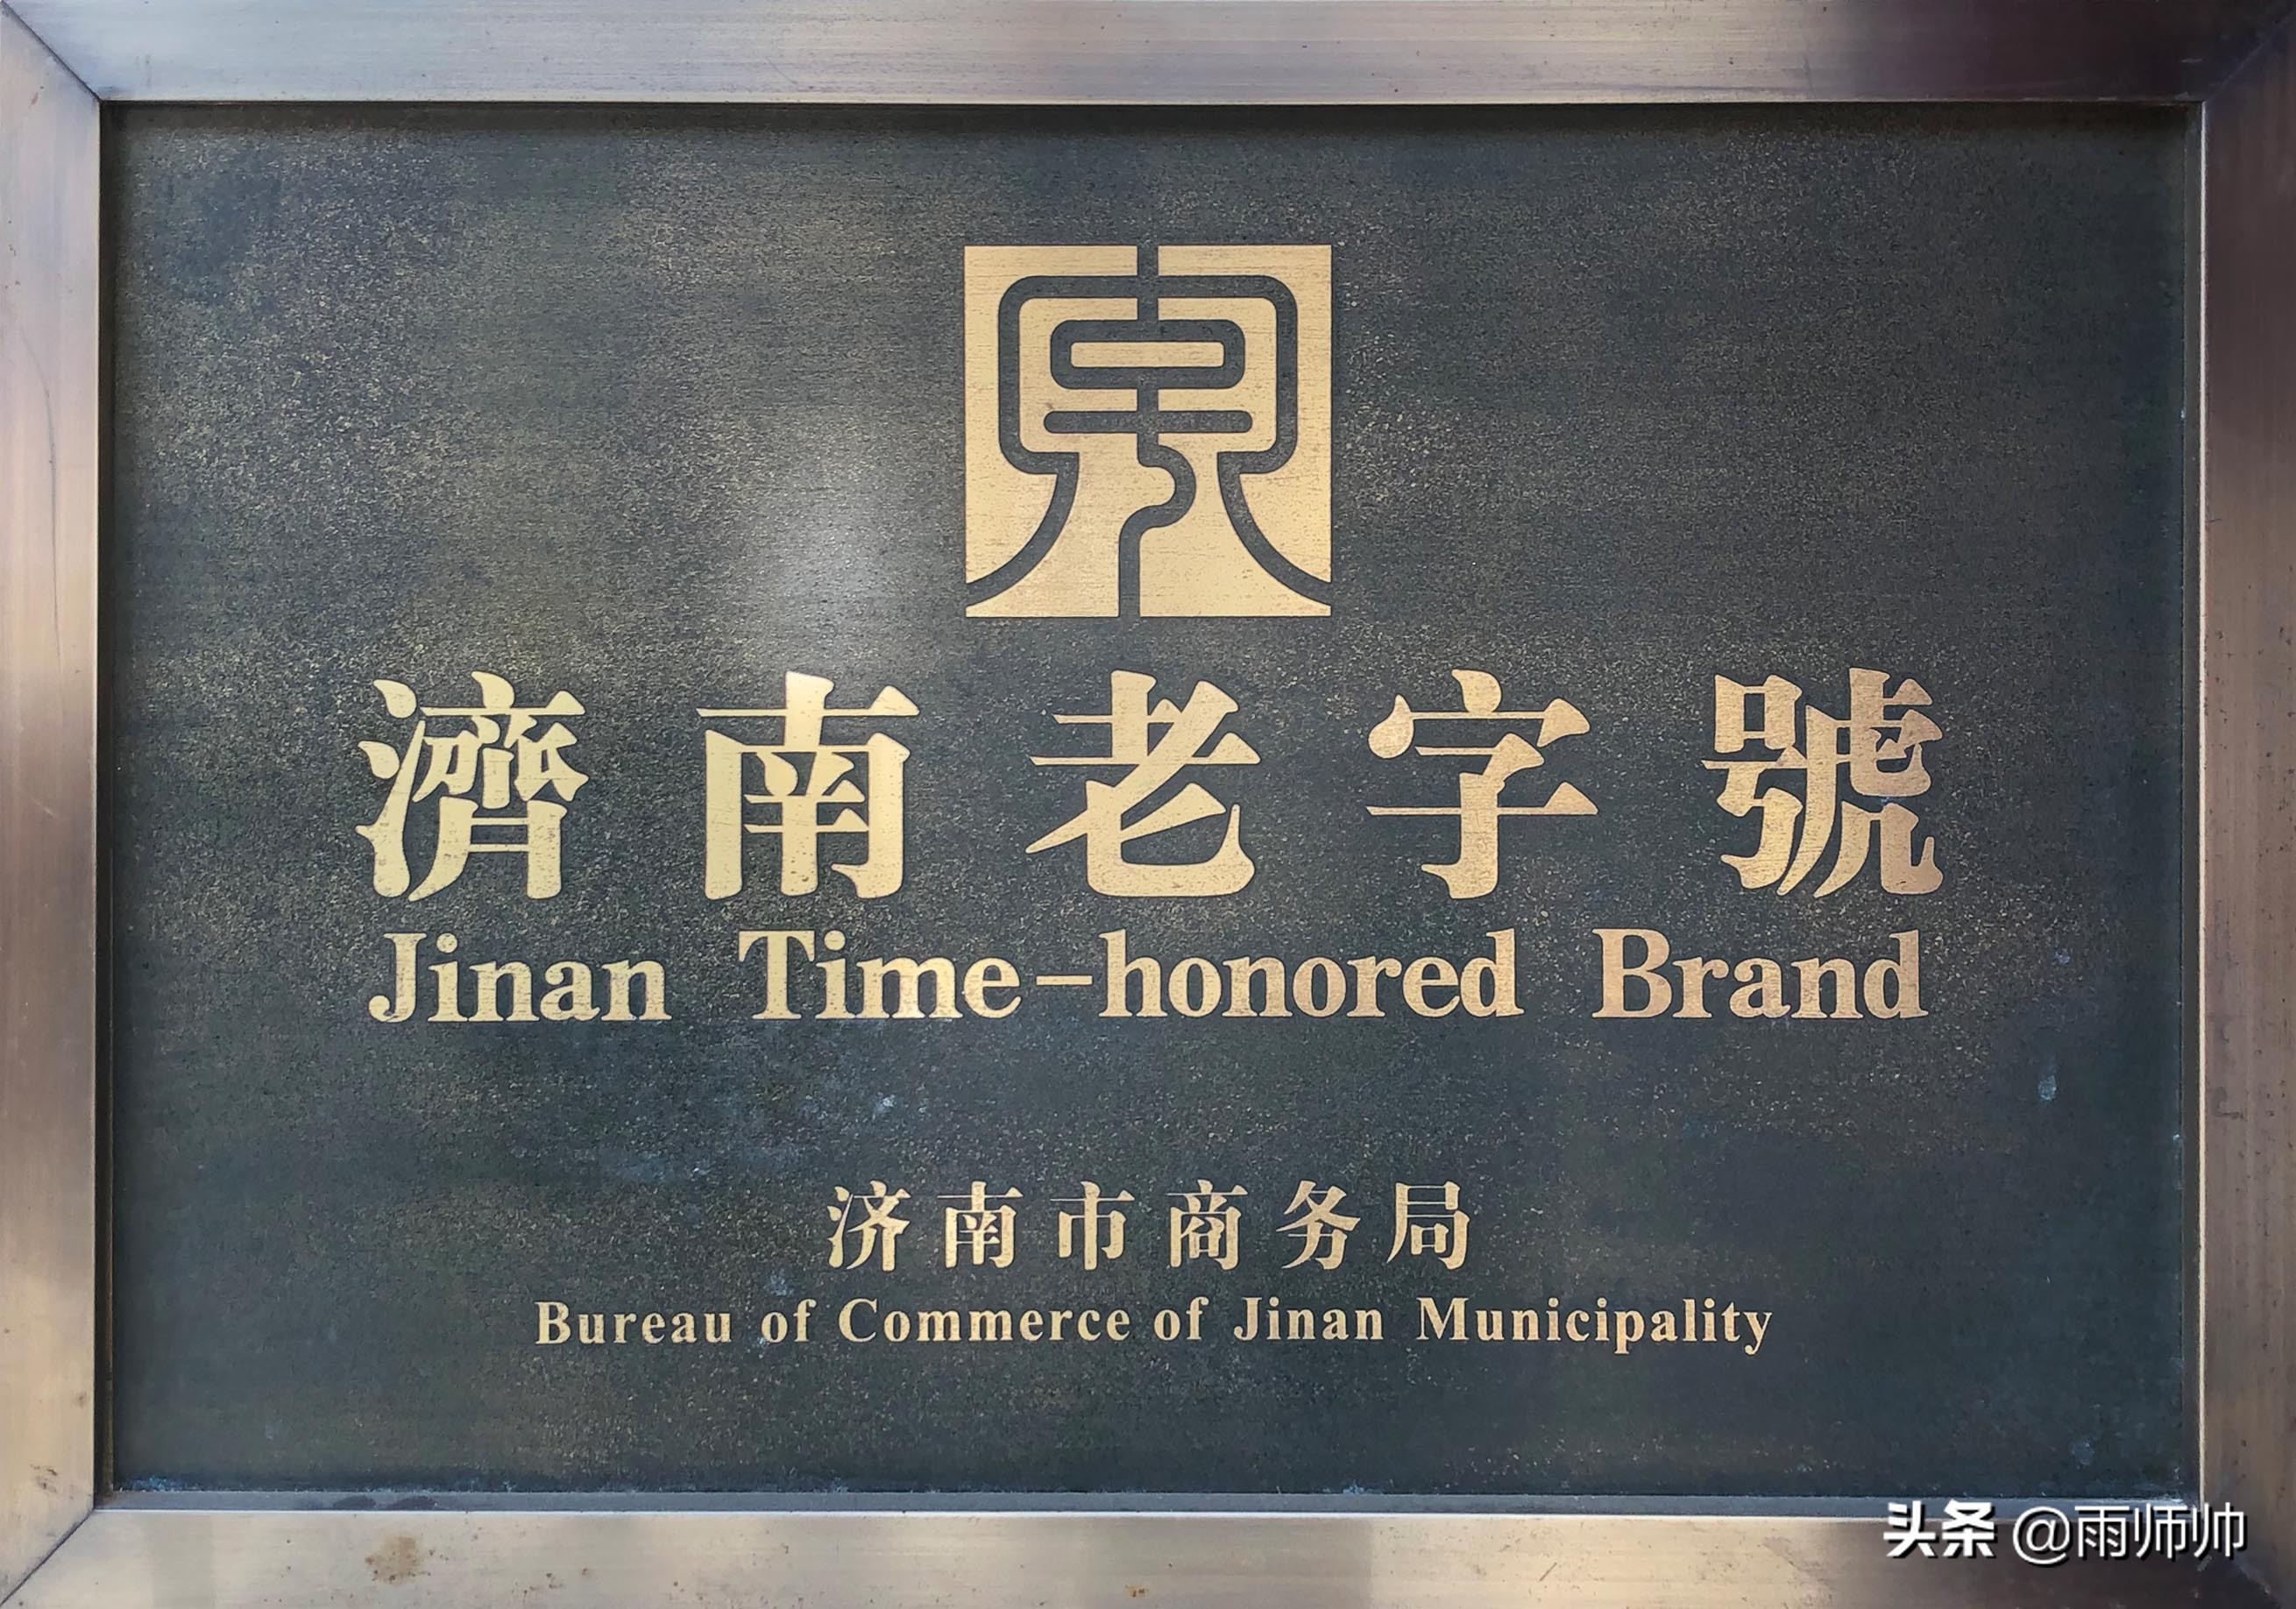 泉
濟南老字號
Jinan Time-honored Brand
济南市商务局
Bureau of Commerce of Jinan Municipality
头条 @雨师帅